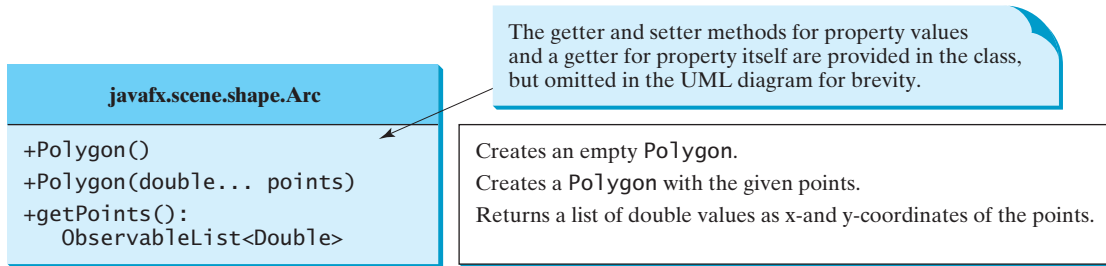 The getter and setter methods for property values
and a getter for property itself are provided in the class,
but omitted in the UML diagram for brevity.
javafx.scene.shape.Arc
+Polygon()
+Polygon(double... points)
+getPoints():
ObservableList<Double>
Creates an empty Polygon.
Creates a Polygon with the given points.
Returns a list of double values as x-and y-coordinates of the points.